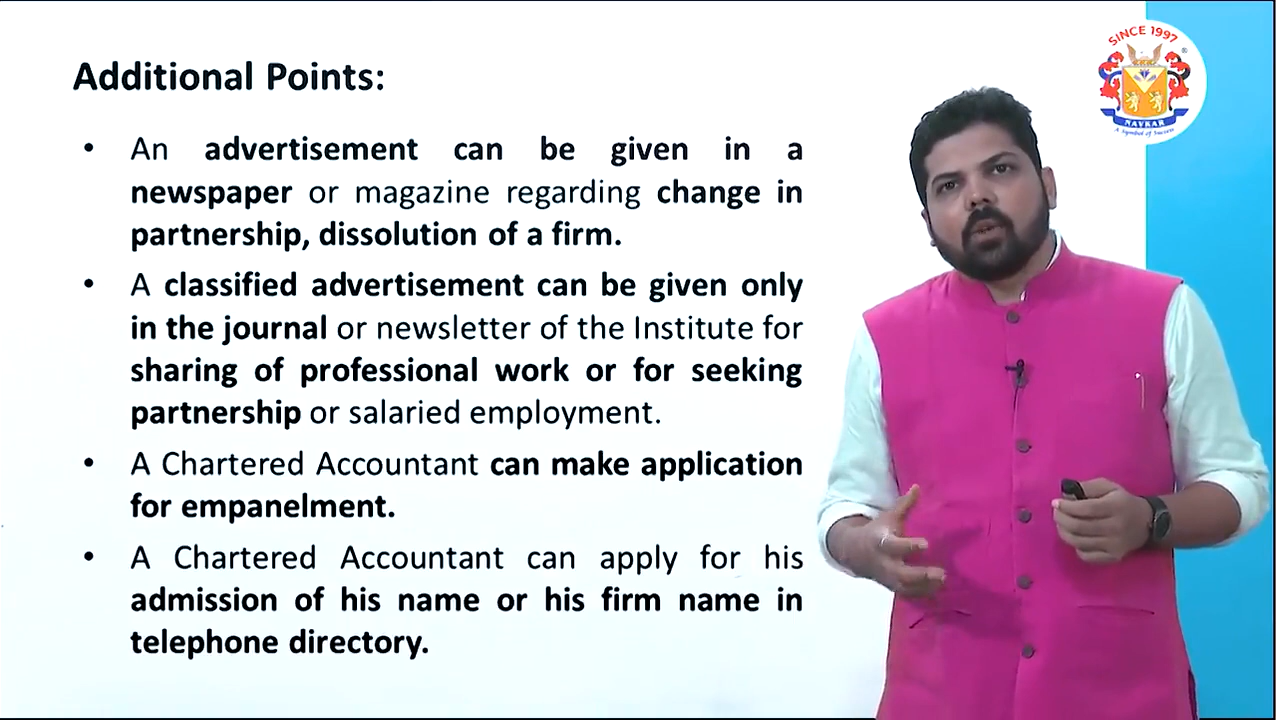 Additional Points:
• An advertisement can be given in a
newspaper or magazine regarding change in
partnership, dissolution of a firm.
• A classified advertisement can be given only
in the journal or newsletter of the Institute for
sharing of professional work or for seeking
partnership or salaried employment.
• A Chartered Accountant can make application
for empanelment.
• A Chartered Accountant can apply for his
admission of his name or his firm name in
telephone directory.
SINCE 1997
®
NAVKAR
A Symbol of Success